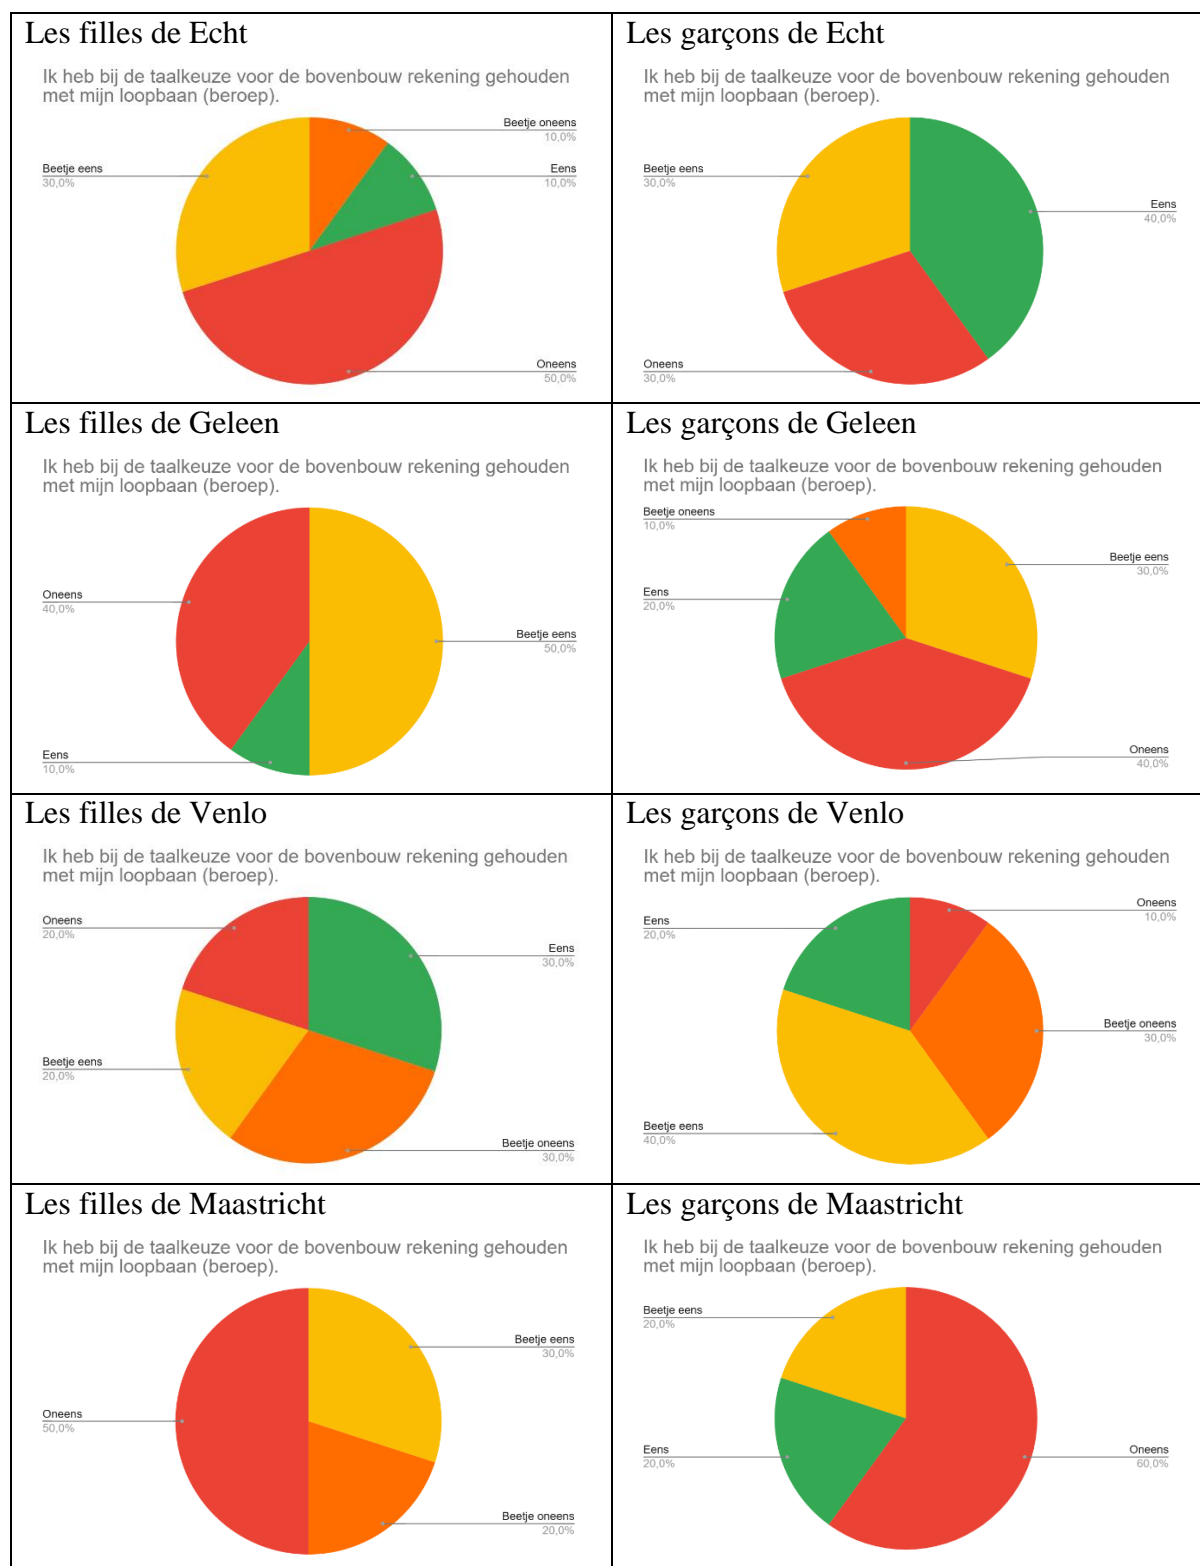 Les filles de Echt
Ik heb bij de taalkeuze voor de bovenbouw rekening gehouden
met mijn loopbaan (beroep).
Beetje oneens
10,0%
Beetje eens
30,0%
Eens
10,0%
Oneens
50,0%
Les garçons de Echt
Ik heb bij de taalkeuze voor de bovenbouw rekening gehouden
met mijn loopbaan (beroep).
Beetje eens
30,0%
Eens
40,0%
Oneens
30,0%
Les filles de Geleen
Ik heb bij de taalkeuze voor de bovenbouw rekening gehouden
met mijn loopbaan (beroep).
Oneens
40,0%
Beetje eens
50,0%
Eens
10,0%
Les garçons de Geleen
Ik heb bij de taalkeuze voor de bovenbouw rekening gehouden
met mijn loopbaan (beroep).
Beetje oneens
10,0%
Beetje eens
30,0%
Eens
20,0%
Oneens
40,0%
Les filles de Venlo
Ik heb bij de taalkeuze voor de bovenbouw rekening gehouden
met mijn loopbaan (beroep).
Oneens
20,0%
Eens
30,0%
Beetje eens
20,0%
Beetje oneens
30,0%
Les garçons de Venlo
Ik heb bij de taalkeuze voor de bovenbouw rekening gehouden
met mijn loopbaan (beroep).
Oneens
10,0%
Eens
20,0%
Beetje oneens
30,0%
Beetje eens
40,0%
Les filles de Maastricht
Ik heb bij de taalkeuze voor de bovenbouw rekening gehouden
met mijn loopbaan (beroep).
Beetje eens
30,0%
Oneens
50,0%
Beetje oneens
20,0%
Les garçons de Maastricht
Ik heb bij de taalkeuze voor de bovenbouw rekening gehouden
met mijn loopbaan (beroep).
Beetje eens
20,0%
Eens
20,0%
Oneens
60,0%